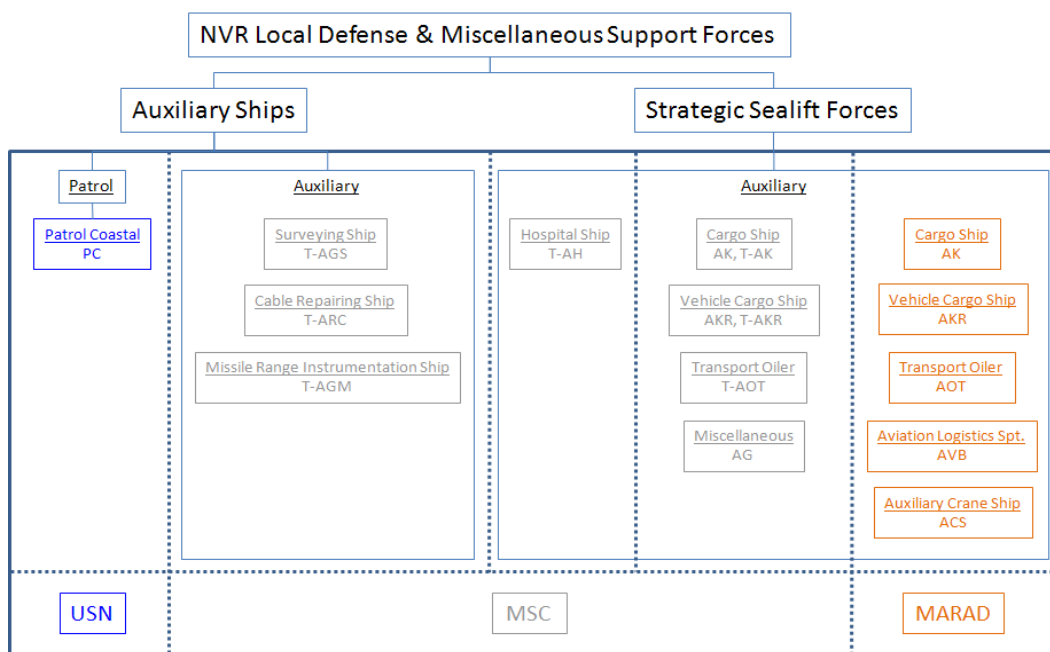 NVR Local Defense & Miscellaneous Support Forces
Auxiliary Ships
Strategic Sealift Forces
Patrol
Auxiliary
Auxiliary
Patrol Coastal
PC
Surveying Ship
T-AGS
Hospital Ship
T-AH
Cargo Ship
AK, T-AK
Cargo Ship
AK
Cable Repairing Ship
T-ARC
Vehicle Cargo Ship
AKR, T-AKR
Vehicle Cargo Ship
AKR
Missile Range Instrumentation Ship
T-AGM
Transport Oiler
T-AOT
Transport Oiler
AOT
Miscellaneous
AG
Aviation Logistics Spt.
AVB
Auxiliary Crane Ship
ACS
USN
MSC
MARAD